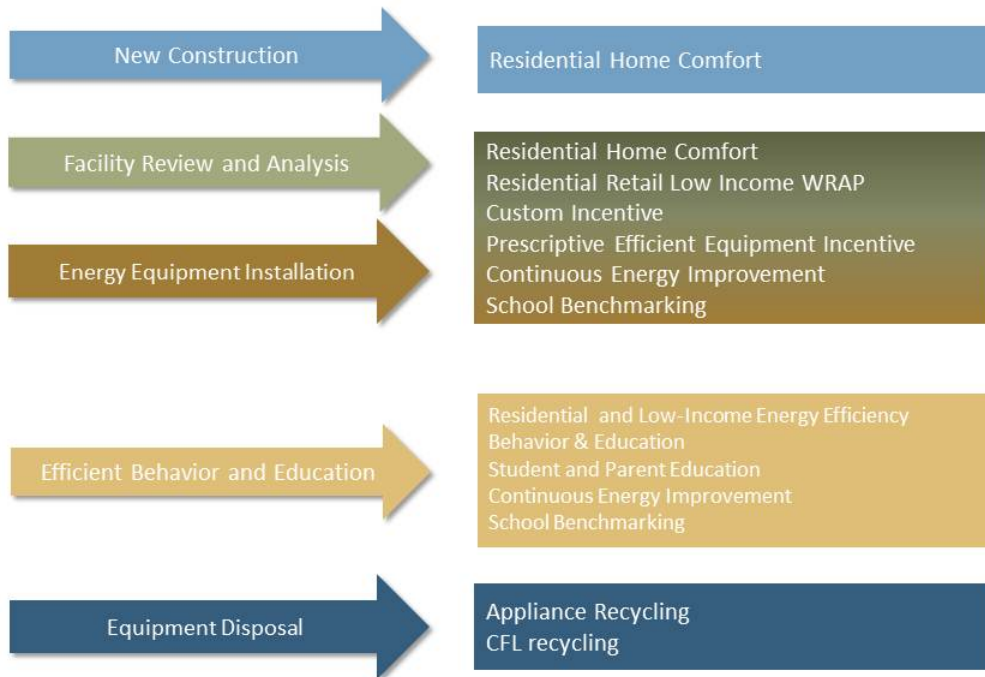 New Construction
Residential Home Comfort
Facility Review and Analysis
Energy Equipment Installation
Residential Home Comfort
Residential Retail Low Income WRAP
Custom Incentive
Prescriptive Efficient Equipment Incentive
Continuous Energy Improvement
School Benchmarking
Efficient Behavior and Education
Residential and Low-Income Energy Efficiency
Behavior & Education
Student and Parent Education
Continuous Energy Improvement
School Benchmarking
Equipment Disposal
Appliance Recycling
CFL recycling